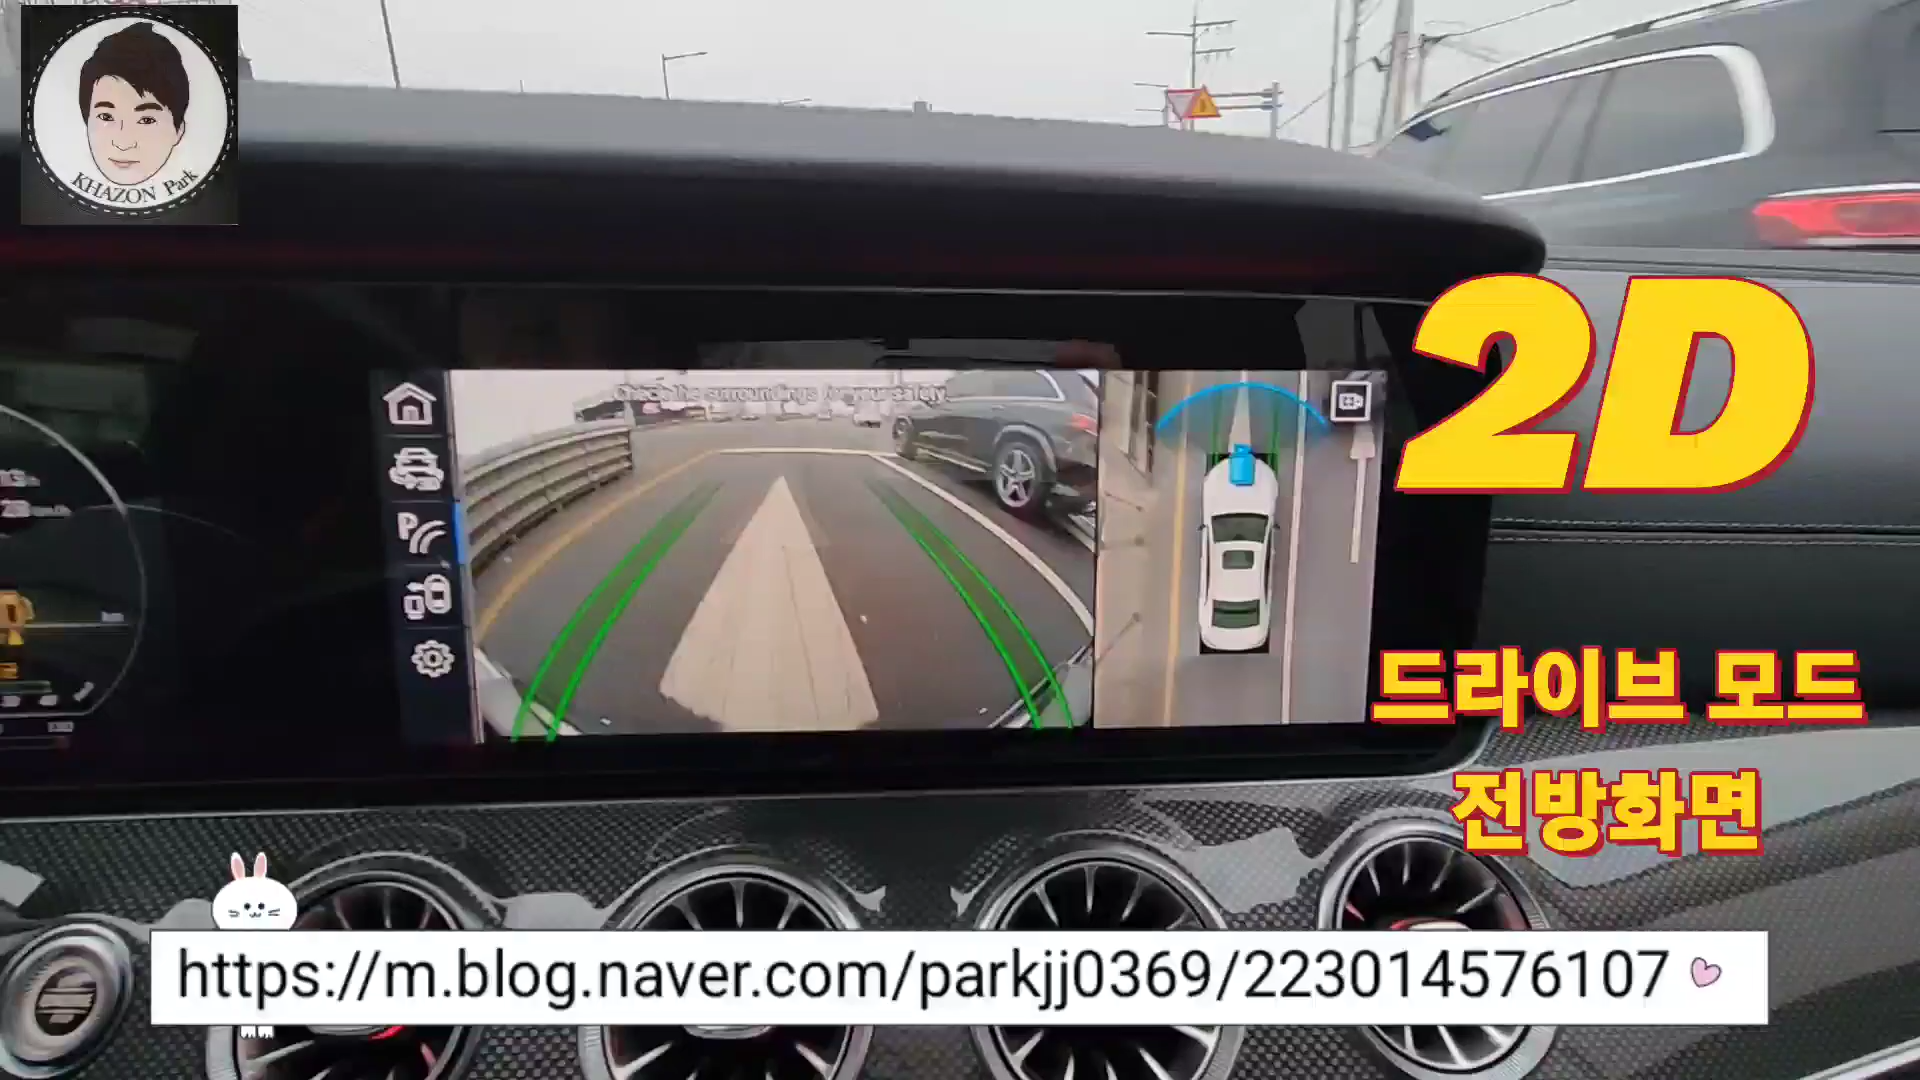 KHAZON Park
Check the surroundings for your safety.
2D
P
드라이브 모드
전방화면
https://m.blog.naver.com/parkjj0369/223014576107